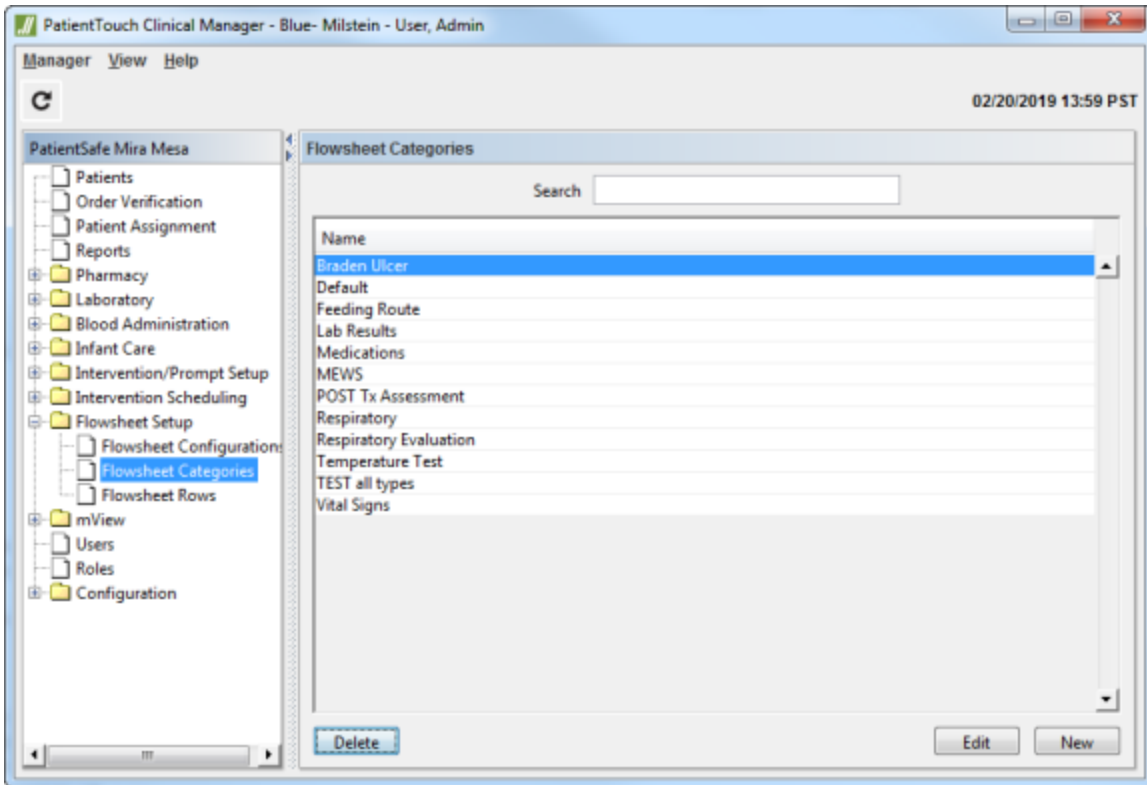 PatientTouch Clinical Manager - Blue- Milstein - User, Admin
Manager View Help
02/20/2019 13:59 PST
PatientSafe Mira Mesa
Patients
Order Verification
Patient Assignment
Reports
Pharmacy
Laboratory
Blood Administration
Infant Care
Intervention/Prompt Setup
Intervention Scheduling
Flowsheet Setup
Flowsheet Configurations
Flowsheet Categories
Flowsheet Rows
mView
Users
Roles
Configuration
Flowsheet Categories
Search
Name
Braden Ulcer
Default
Feeding Route
Lab Results
Medications
MEWS
POST Tx Assessment
Respiratory
Respiratory Evaluation
Temperature Test
TEST all types
Vital Signs
Delete Edit New